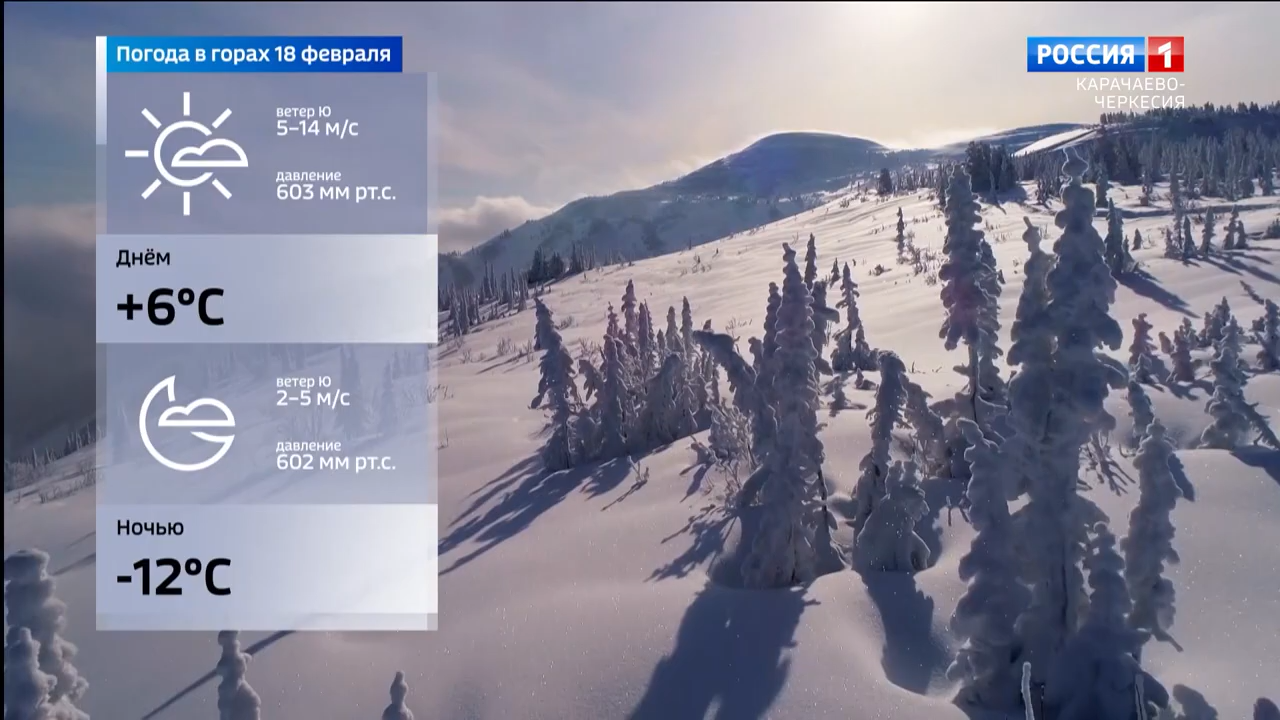 Погода в горах 18 февраля
РОССИЯ 1
КАРАЧАЕВО-
ЧЕРКЕСИЯ
ветер Ю
5-14 м/с
давление
603 мм рт.с.
Днём
+6°C
ветер Ю
2-5 м/с
давление
602 мм рт.с.
Ночью
-12°C